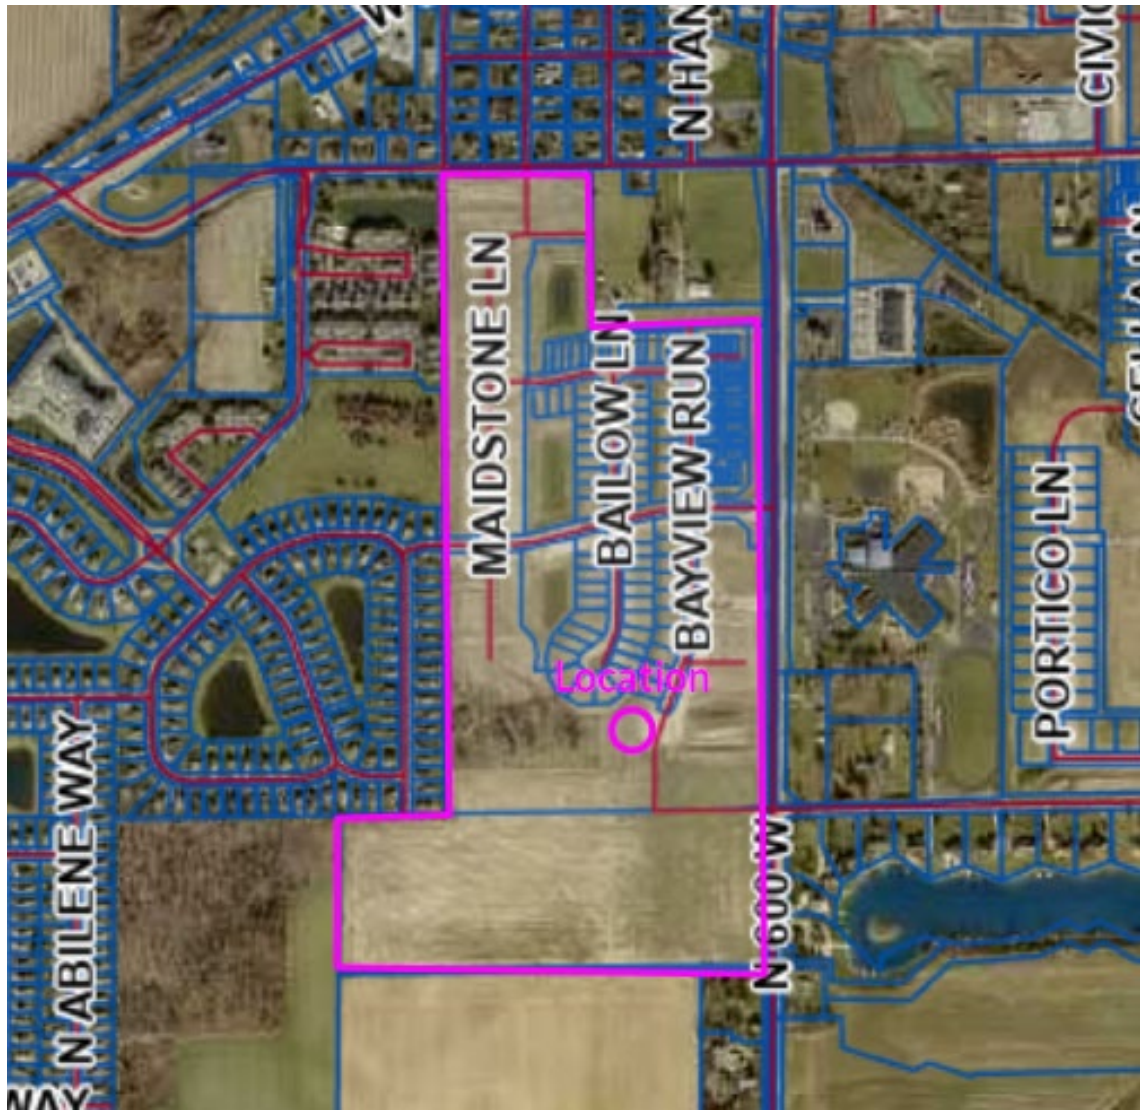 N HAN
CIVIC
MAIDSTONE LN
BAILOW LN
BAYVIEW RUN
PORTICO LN
Location
N ABILENE WAY
N 600 W
WAY